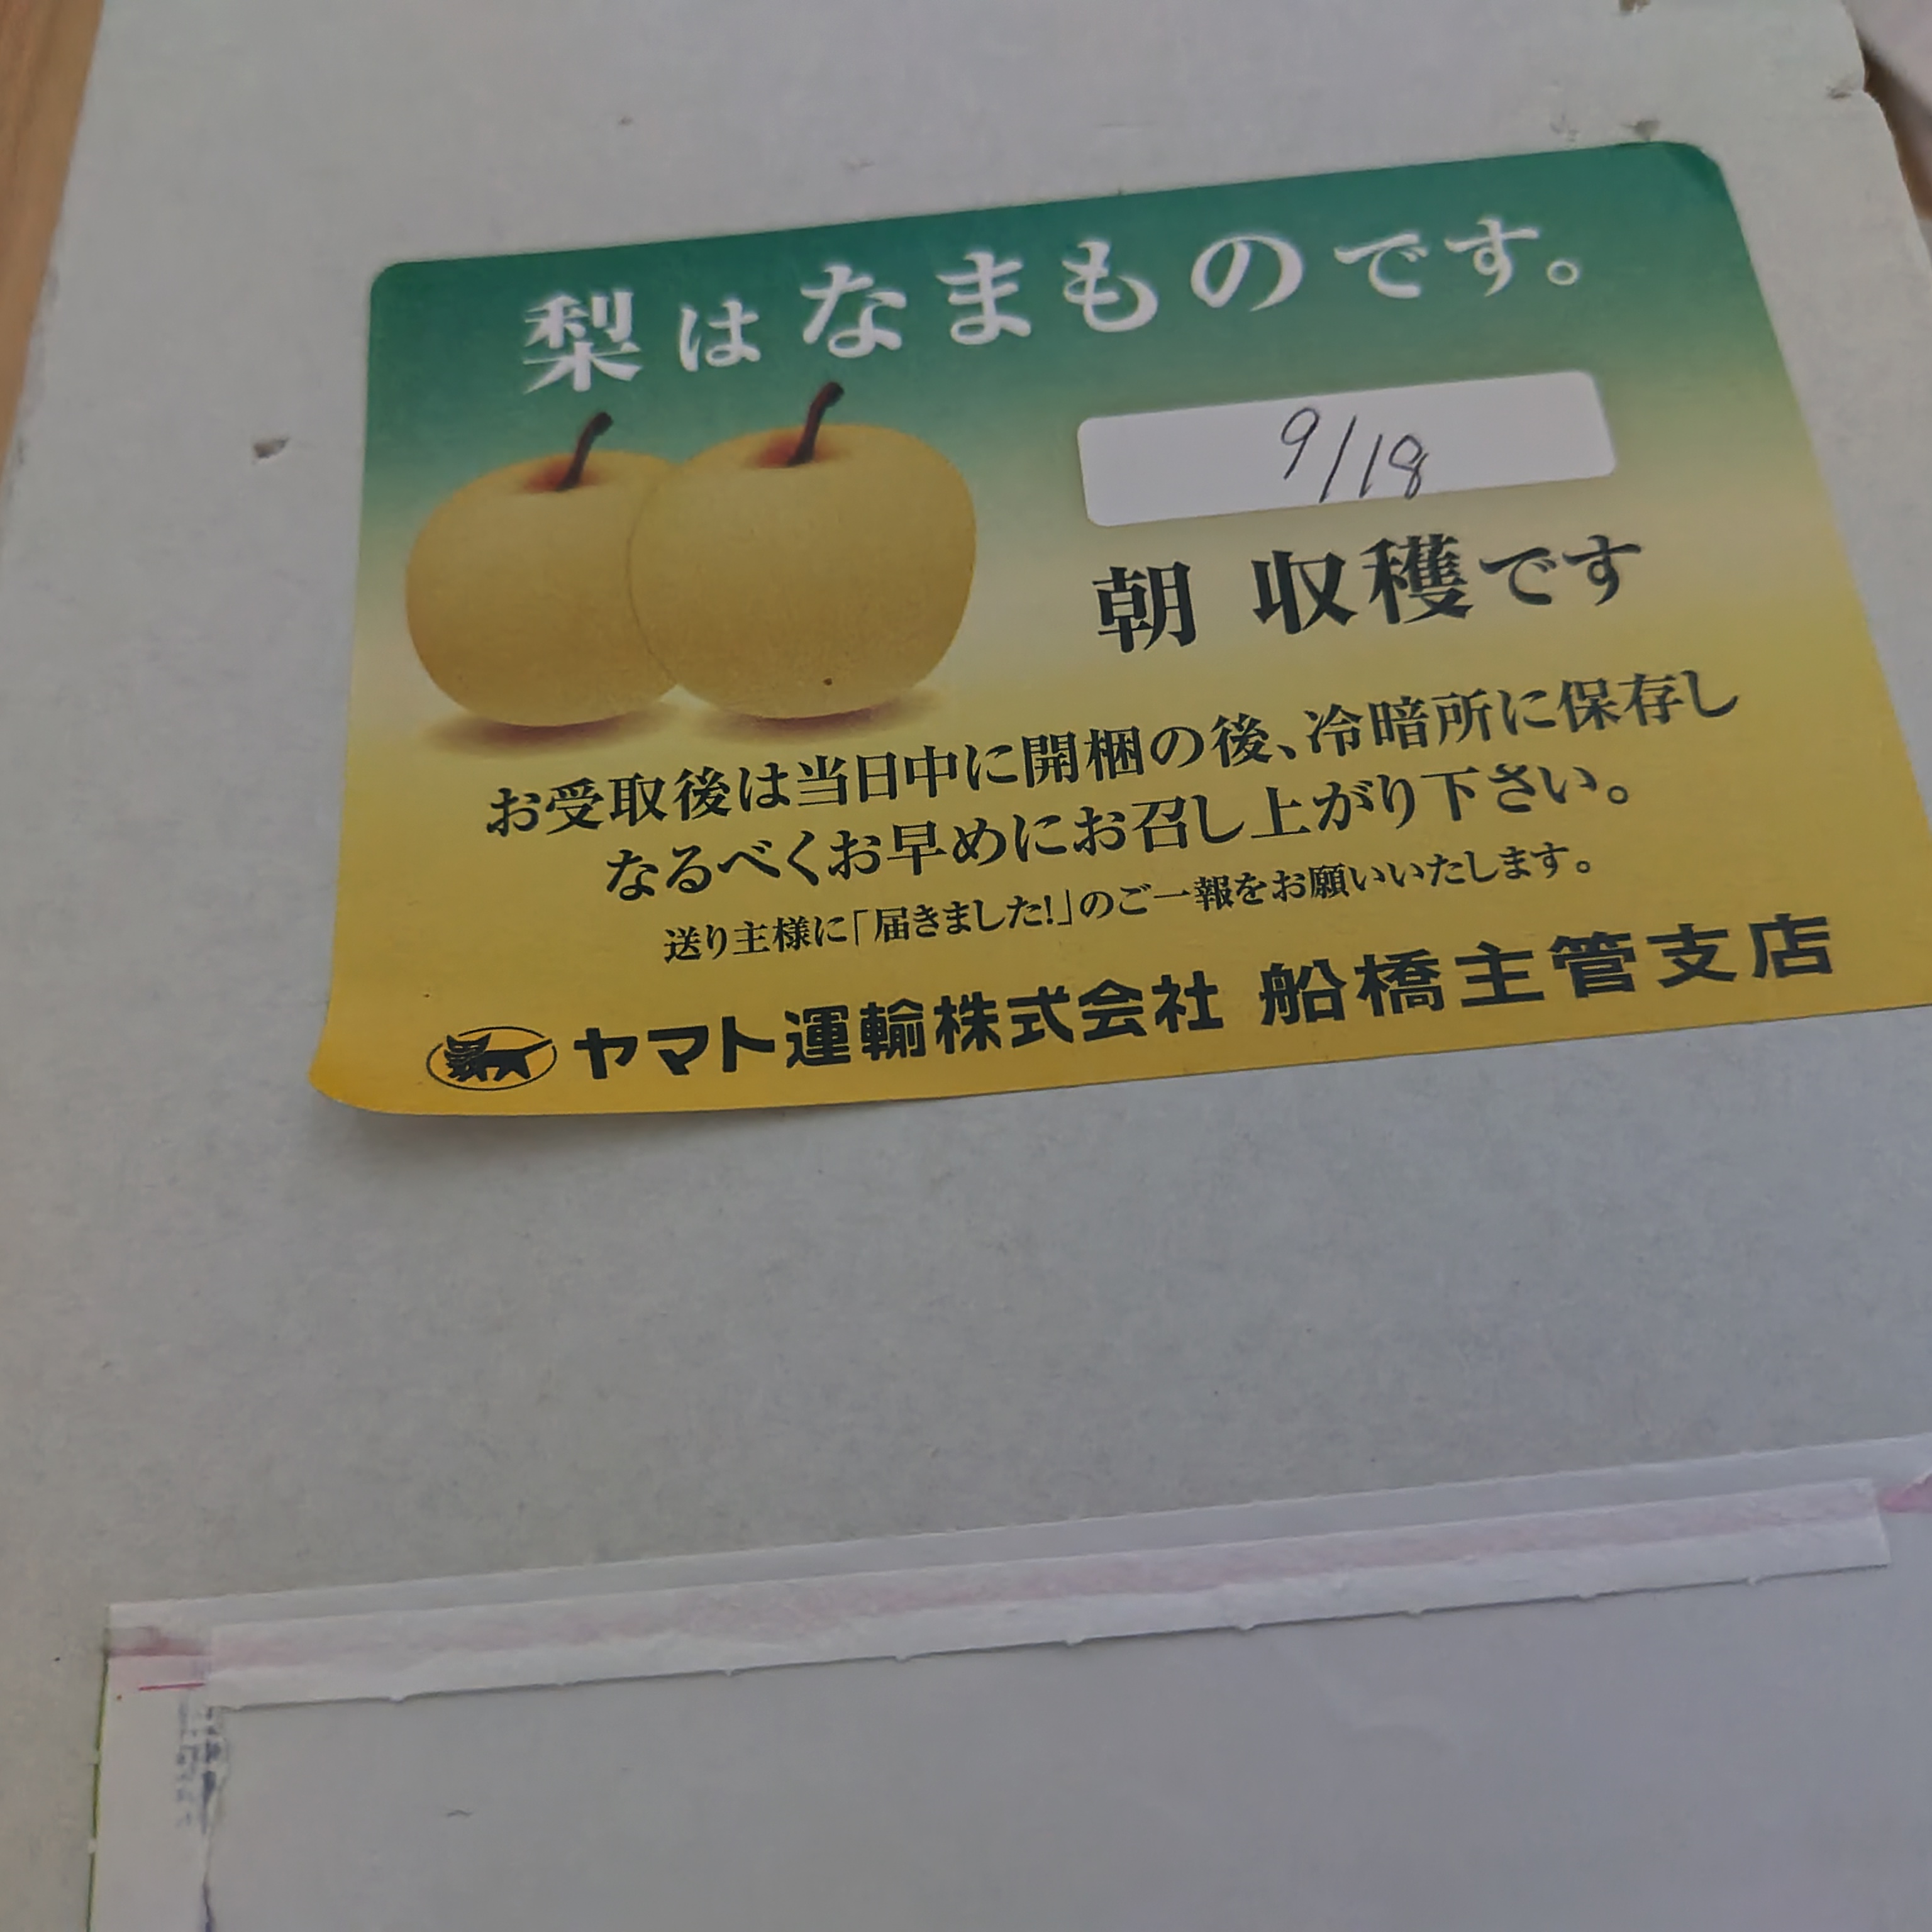 梨はなまものです。
9/18
朝 収穫です
お受取後は当日中に開梱の後、冷暗所に保存し
なるべくお早めにお召し上がり下さい。
送り主様に「届きました!」のご一報をお願いいたします。
ヤマト運輸株式会社 船橋主管支店